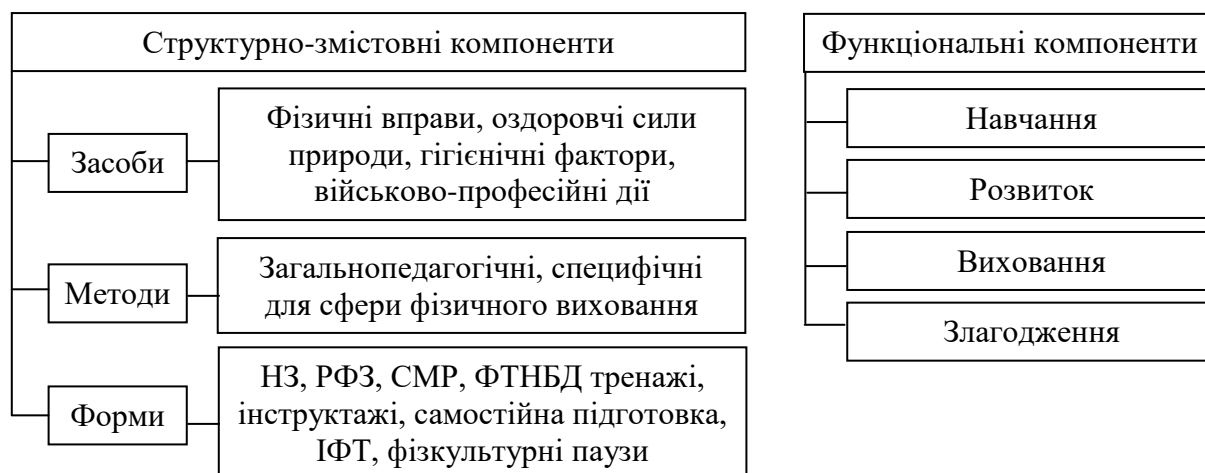 Структурно-змістовні компоненти
Засоби
Фізичні вправи, оздоровчі сили
природи, гігієнічні фактори,
військово-професійні дії
Методи
Загальнопедагогічні, специфічні
для сфери фізичного виховання
Форми
НЗ, РФЗ, СМР, ФТНБД тренажі,
інструктажі, самостійна підготовка,
ІФТ, фізкультурні паузи
Функціональні компоненти
Навчання
Розвиток
Виховання
Злагодження